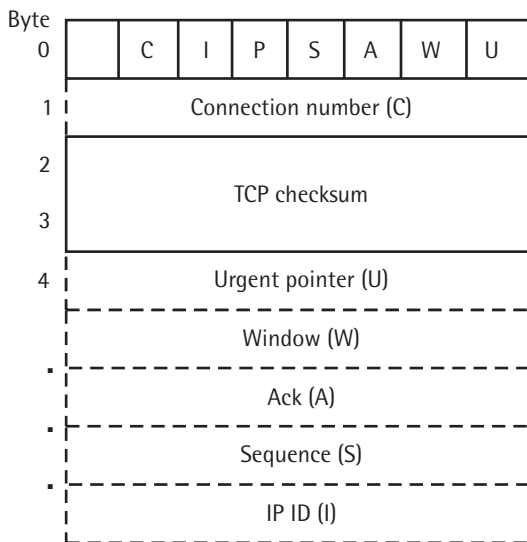 Byte
0 C I P S A W U
1 Connection number (C)
2
TCP checksum
3
4 Urgent pointer (U)
Window (W)
Ack (A)
Sequence (S)
IP ID (I)